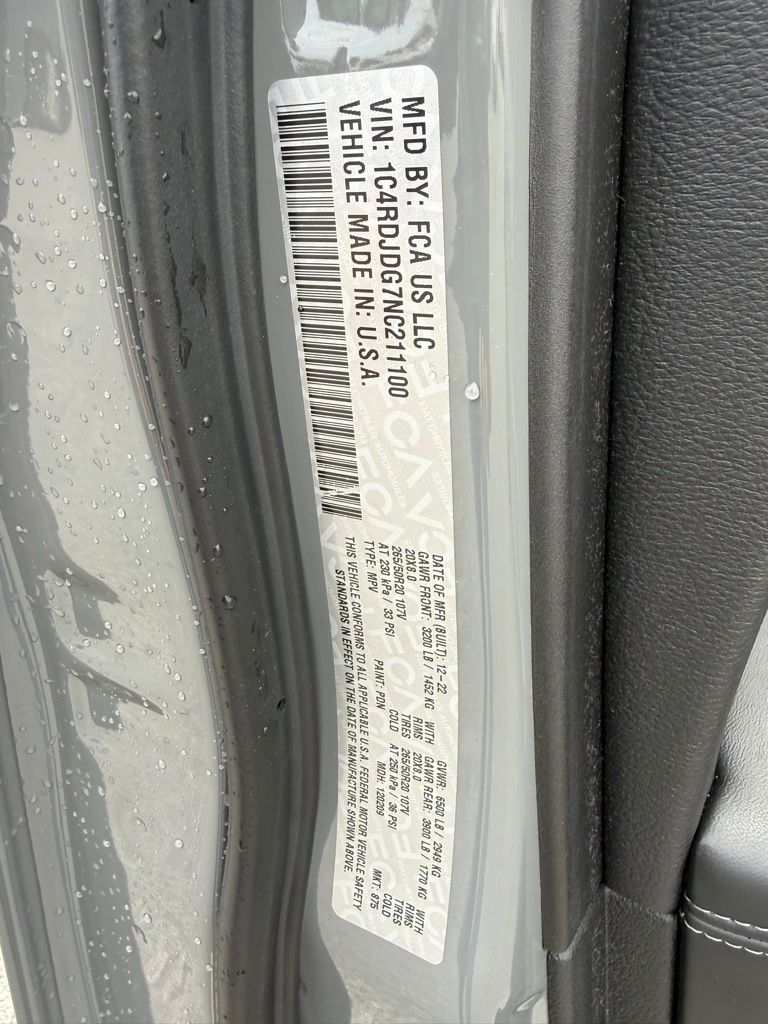 MFD BY: FCA US LLC
VIN: 1C4RDJDG7NC211100
VEHICLE MADE IN: U.S.A.
DATE OF MFR (BUILT): 12-22 GVWR: 6500 LB / 2949 KG
GAWR FRONT: 3200 LB / 1452 KG WITH GAWR REAR: 3900 LB / 1770 KG WITH
20X8.0 RIMS 20X8.0 RIMS
265/50R20 107V TIRES 265/50R20 107V TIRES
AT 230 kPa / 33 PSI COLD AT 250 kPa / 36 PSI COLD
TYPE: MPV PAINT: PDN MDH: 120209 MKT: 875
THIS VEHICLE CONFORMS TO ALL APPLICABLE U.S.A. FEDERAL MOTOR VEHICLE SAFETY
STANDARDS IN EFFECT ON THE DATE OF MANUFACTURE SHOWN ABOVE.